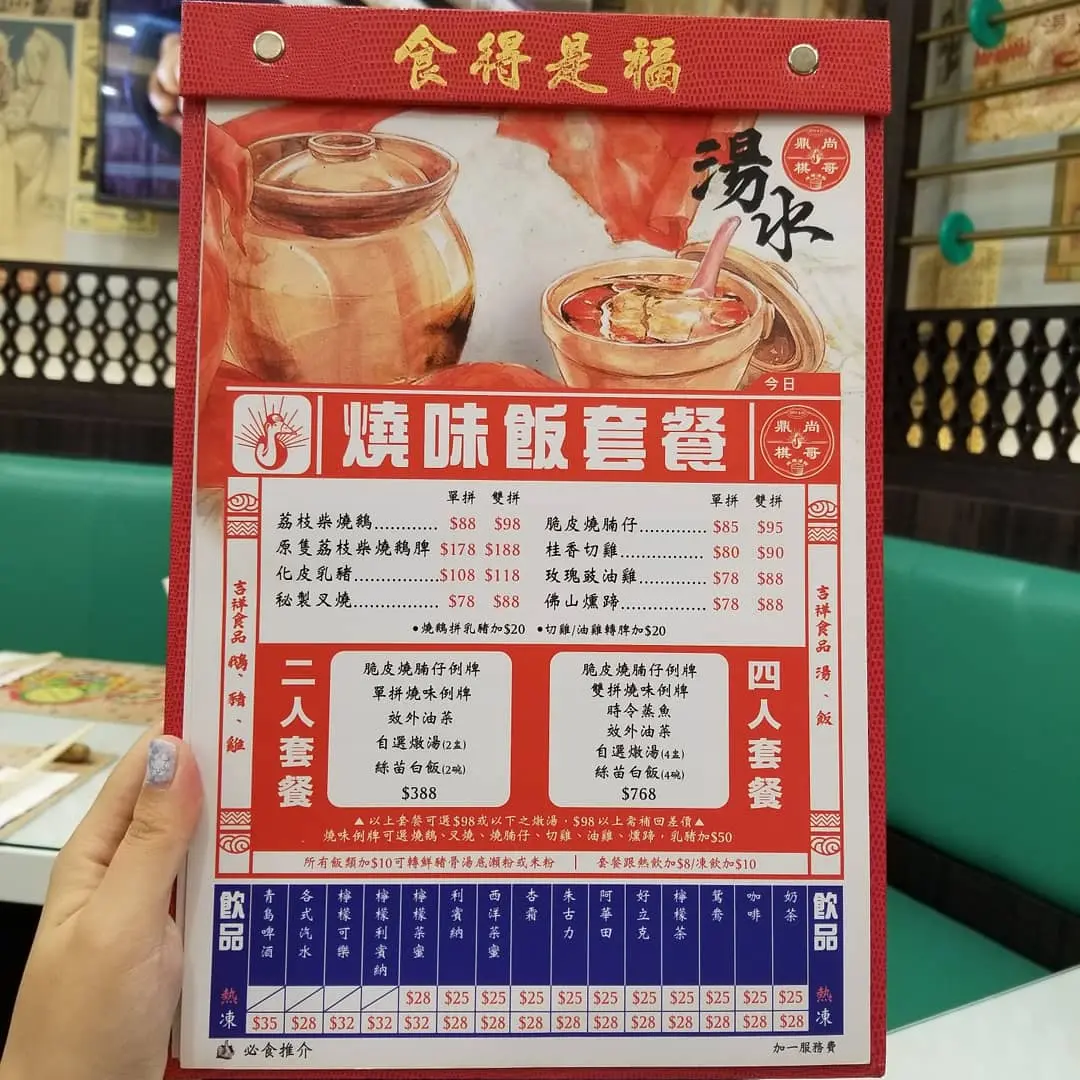 食得是福
湯水
鼎尚棋哥
今日
燒味飯套餐
鼎尚棋哥
單拼 雙拼
荔枝柴燒鵝............ $88 $98
原隻荔枝柴燒鵝脾 $178 $188
化皮乳豬................$108 $118
秘製叉燒................ $78 $88
單拼 雙拼
脆皮燒腩仔............. $85 $95
桂香切雞................ $80 $90
玫瑰豉油雞............. $78 $88
佛山燻蹄................ $78 $88
•燒鵝拼乳豬加$20 •切雞/油雞轉脾加$20
吉祥食品 鵝、豬、雞
吉祥食品 湯、飯
二人套餐
脆皮燒腩仔例牌
單拼燒味例牌
效外油菜
自選燉湯(2盅)
絲苗白飯(2碗)
$388
四人套餐
脆皮燒腩仔例牌
雙拼燒味例牌
時令蒸魚
效外油菜
自選燉湯(4盅)
絲苗白飯(4碗)
$768
▲以上套餐可選$98或以下之燉湯,$98以上需補回差價▲
燒味例牌可選燒鵝、叉燒、燒腩仔、切雞、油雞、燻蹄,乳豬加$50
所有飯類加$10可轉鮮豬骨湯底瀨粉或米粉 | 套餐跟熱飲加$8/凍飲加$10
飲品
青島啤酒
各式汽水
檸檬可樂
檸檬利賓納
檸檬茶蜜
利賓納
西洋菜蜜
杏霜
朱古力
阿華田
好立克
檸檬茶
鴛鴦
咖啡
奶茶
飲品
熱 $28 $25 $25 $25 $25 $25 $25 $25 $25 $25 $25 熱
凍 $35 $28 $32 $32 $32 $28 $28 $28 $28 $28 $28 $28 $28 $28 $28 凍
必食推介
加一服務費